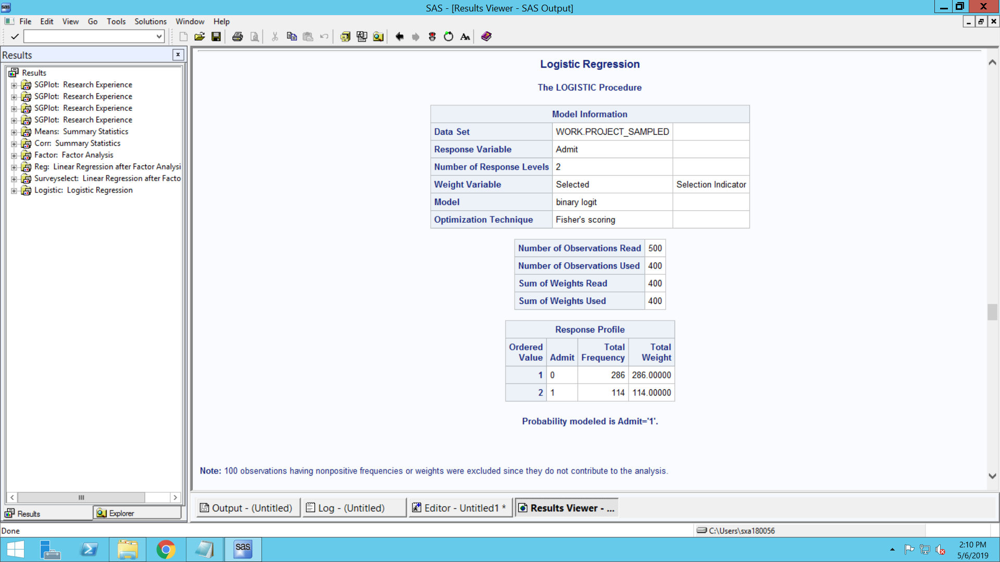 SAS - [Results Viewer - SAS Output]
File Edit View Go Tools Solutions Window Help
Results
Results
SGPlot: Research Experience
SGPlot: Research Experience
SGPlot: Research Experience
SGPlot: Research Experience
Means: Summary Statistics
Corr: Summary Statistics
Factor: Factor Analysis
Reg: Linear Regression after Factor Analysi
Surveyselect: Linear Regression after Facto
Logistic: Logistic Regression
Results Explorer
Logistic Regression
The LOGISTIC Procedure
Model Information
Data Set WORK.PROJECT_SAMPLED
Response Variable Admit
Number of Response Levels 2
Weight Variable Selected Selection Indicator
Model binary logit
Optimization Technique Fisher's scoring
Number of Observations Read 500
Number of Observations Used 400
Sum of Weights Read 400
Sum of Weights Used 400
Response Profile
Ordered Value Admit Total Frequency Total Weight
1 0 286 286.00000
2 1 114 114.00000
Probability modeled is Admit='1'.
Note: 100 observations having nonpositive frequencies or weights were excluded since they do not contribute to the analysis.
Output - (Untitled) Log - (Untitled) Editor - Untitled1 * Results Viewer - ...
Done C:\Users\sxa180056
sas
2:10 PM
5/6/2019